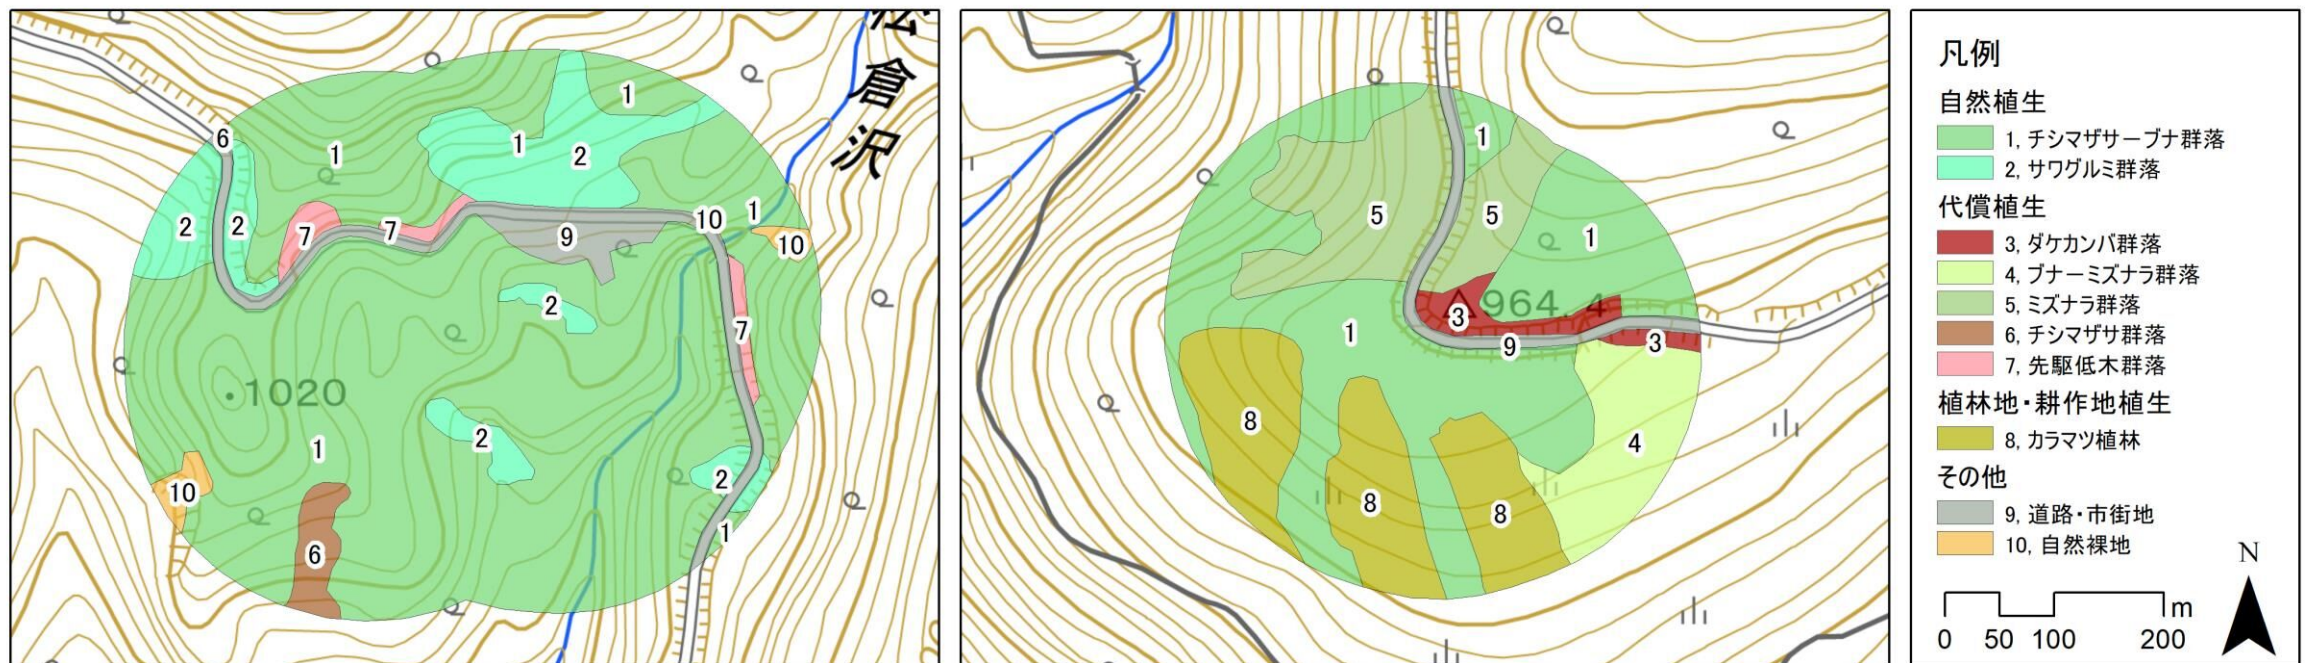 松倉沢
6
1
1
1
2
2
2
7
7
9
10
1
10
2
7
1020
1
2
2
10
6
1
1
5
5
1
964.4
3
1
9
3
8
4
8
8
凡例
自然植生
1, チシマザサーブナ群落
2, サワグルミ群落
代償植生
3, ダケカンバ群落
4, ブナーミズナラ群落
5, ミズナラ群落
6, チシマザサ群落
7, 先駆低木群落
植林地・耕作地植生
8, カラマツ植林
その他
9, 道路・市街地
10, 自然裸地
N
m
0 50 100 200